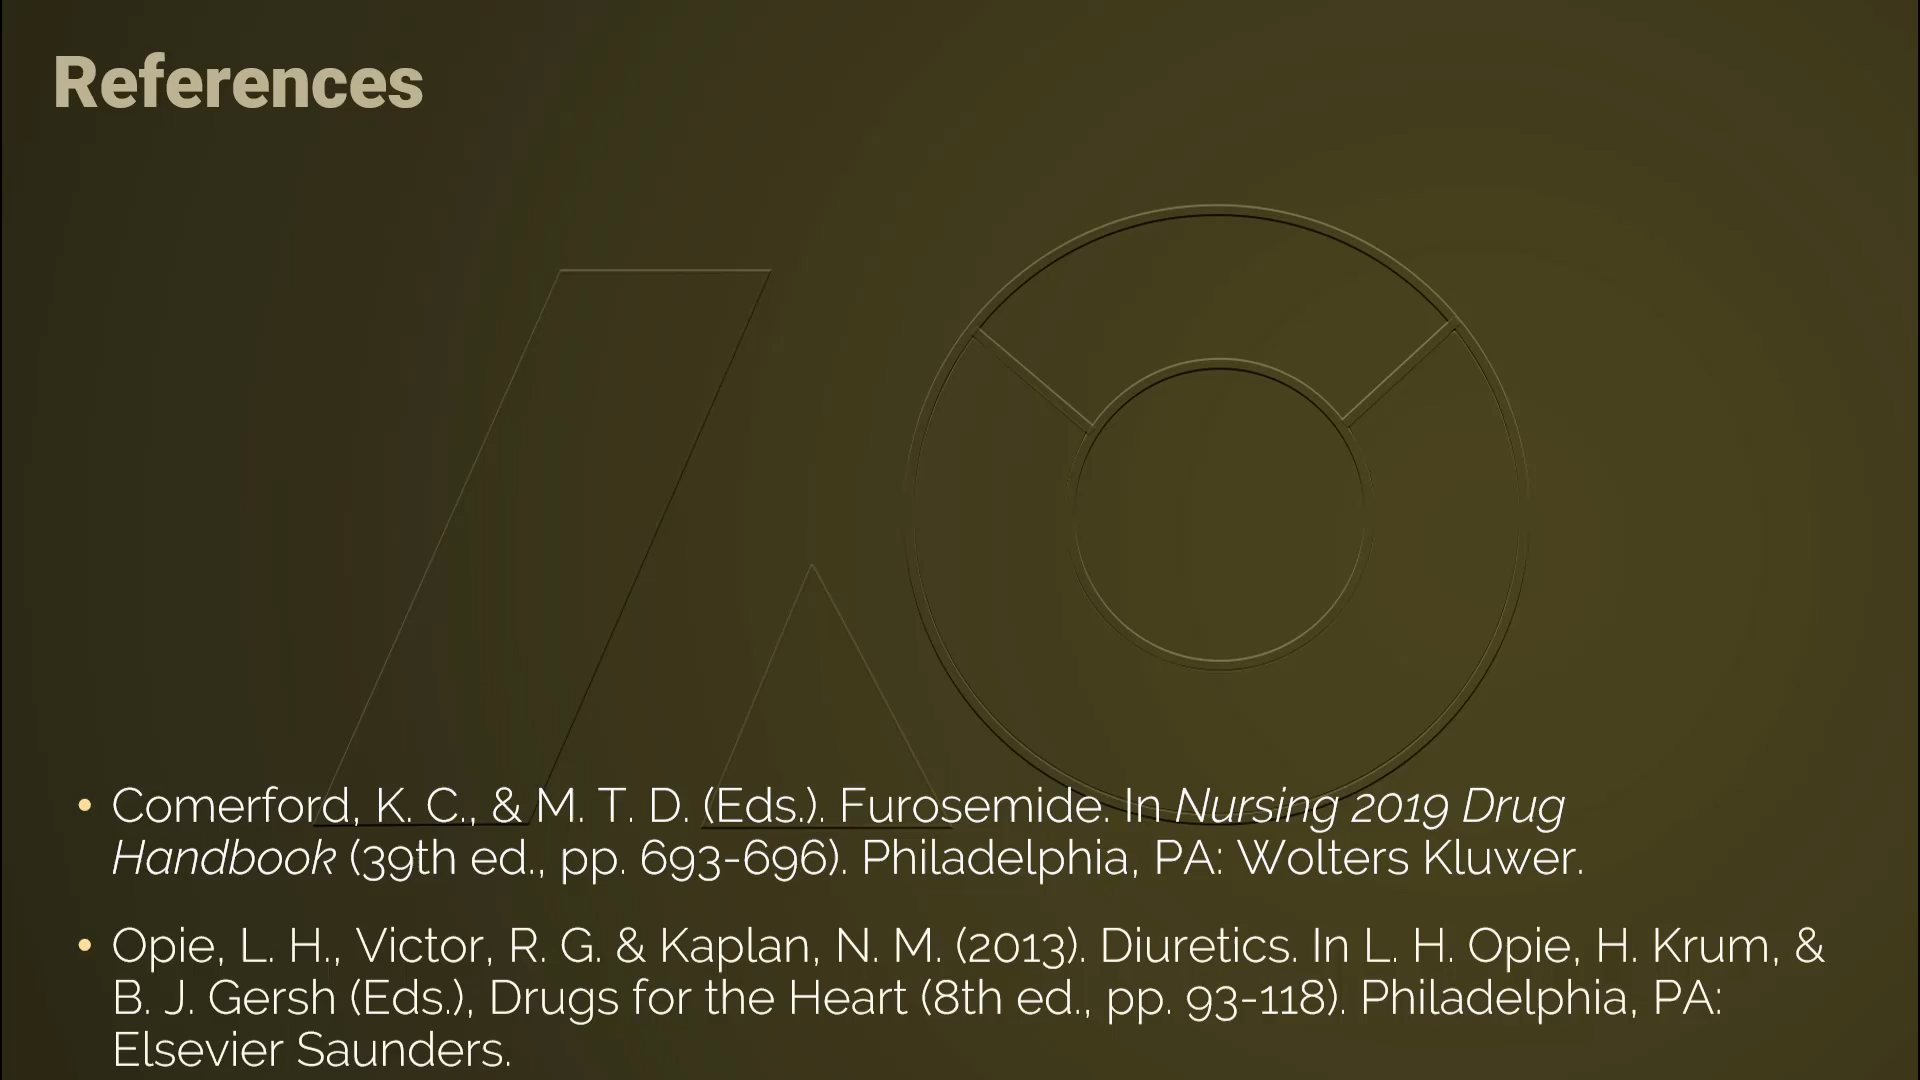 References
• Comerford, K. C., & M. T. D. (Eds.). Furosemide. In Nursing 2019 Drug
Handbook (39th ed., pp. 693-696). Philadelphia, PA: Wolters Kluwer.
• Opie, L. H., Victor, R. G. & Kaplan, N. M. (2013). Diuretics. In L. H. Opie, H. Krum, &
B. J. Gersh (Eds.), Drugs for the Heart (8th ed., pp. 93-118). Philadelphia, PA:
Elsevier Saunders.